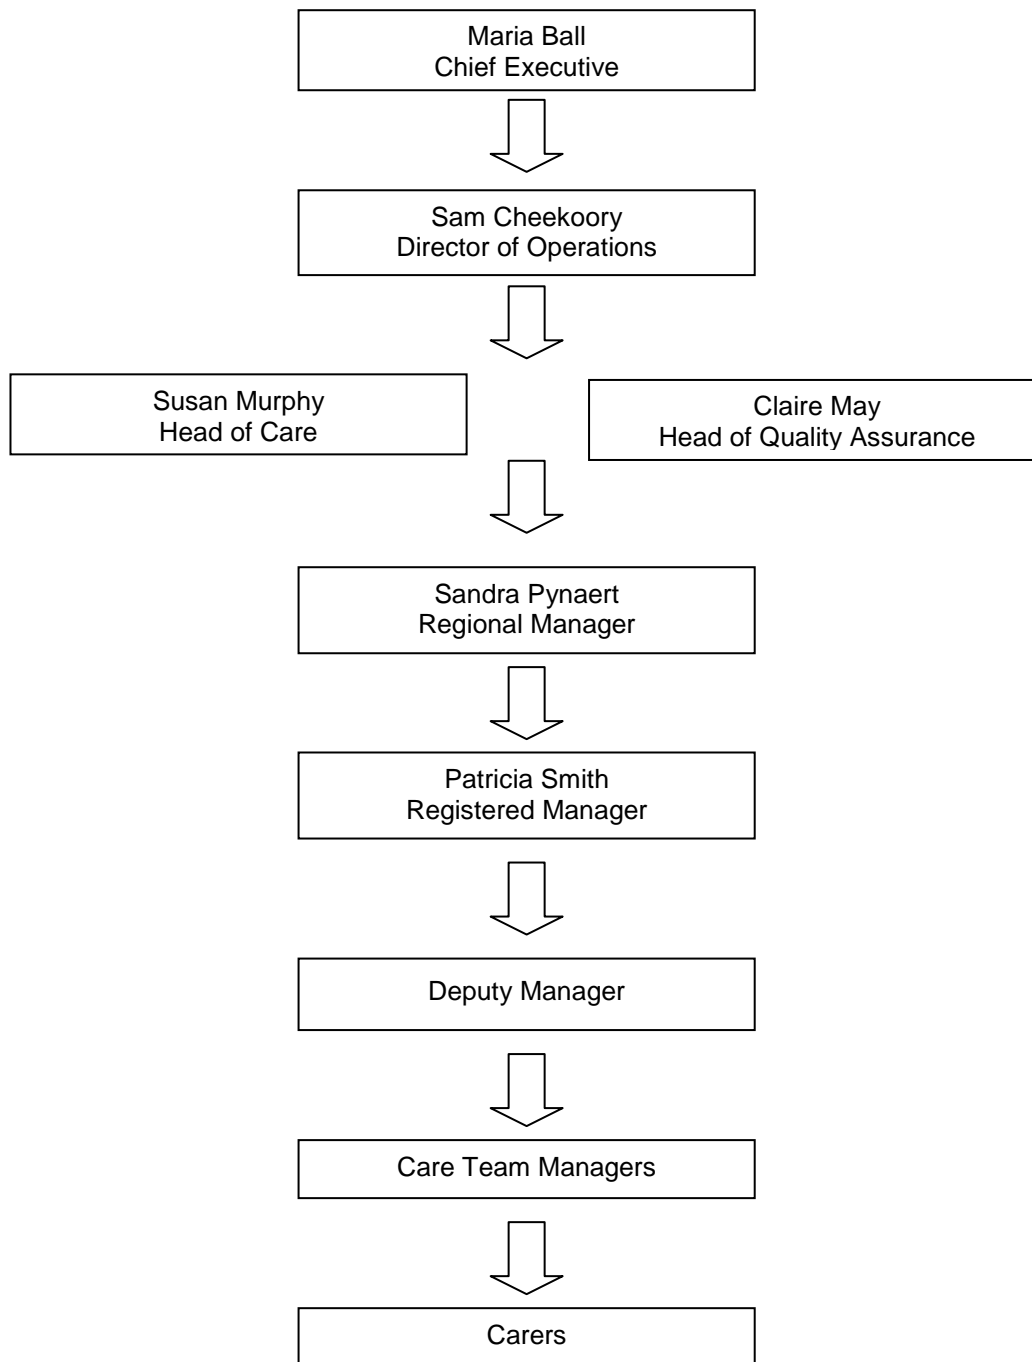 Maria Ball
Chief Executive
Sam Cheekoory
Director of Operations
Susan Murphy
Head of Care
Claire May
Head of Quality Assurance
Sandra Pynaert
Regional Manager
Patricia Smith
Registered Manager
Deputy Manager
Care Team Managers
Carers